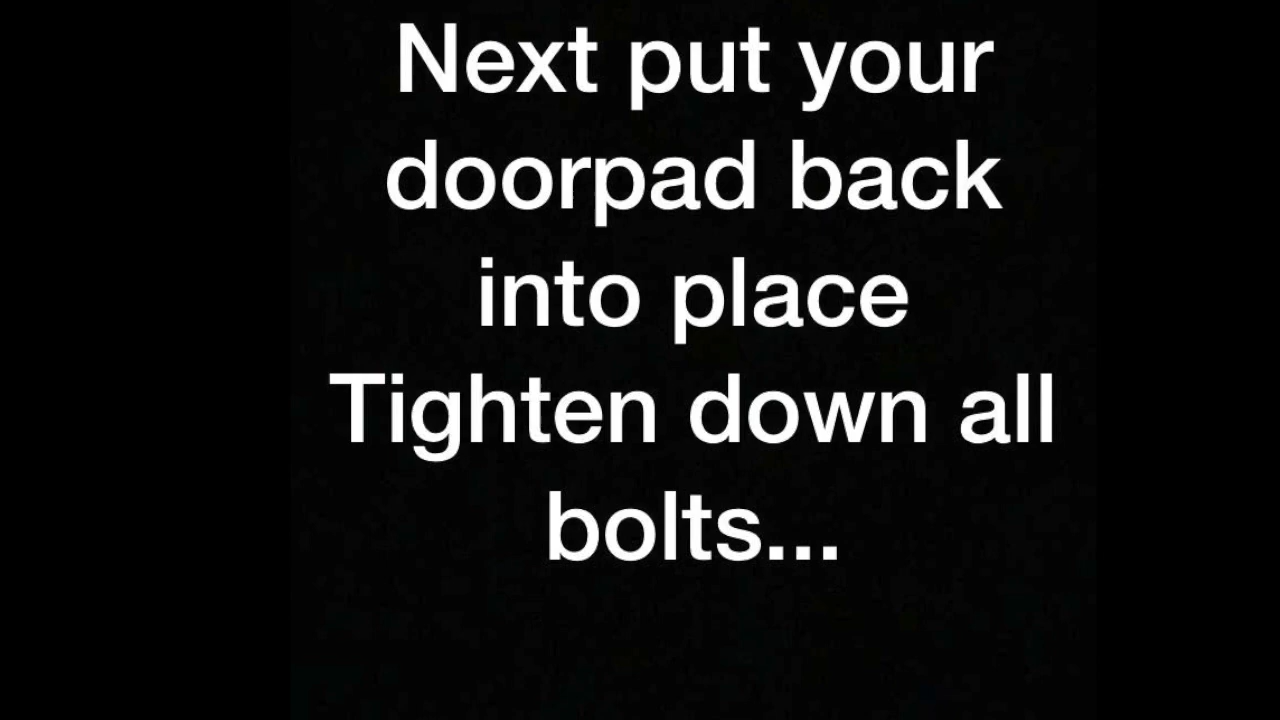 Next put your
doorpad back
into place
Tighten down all
bolts...